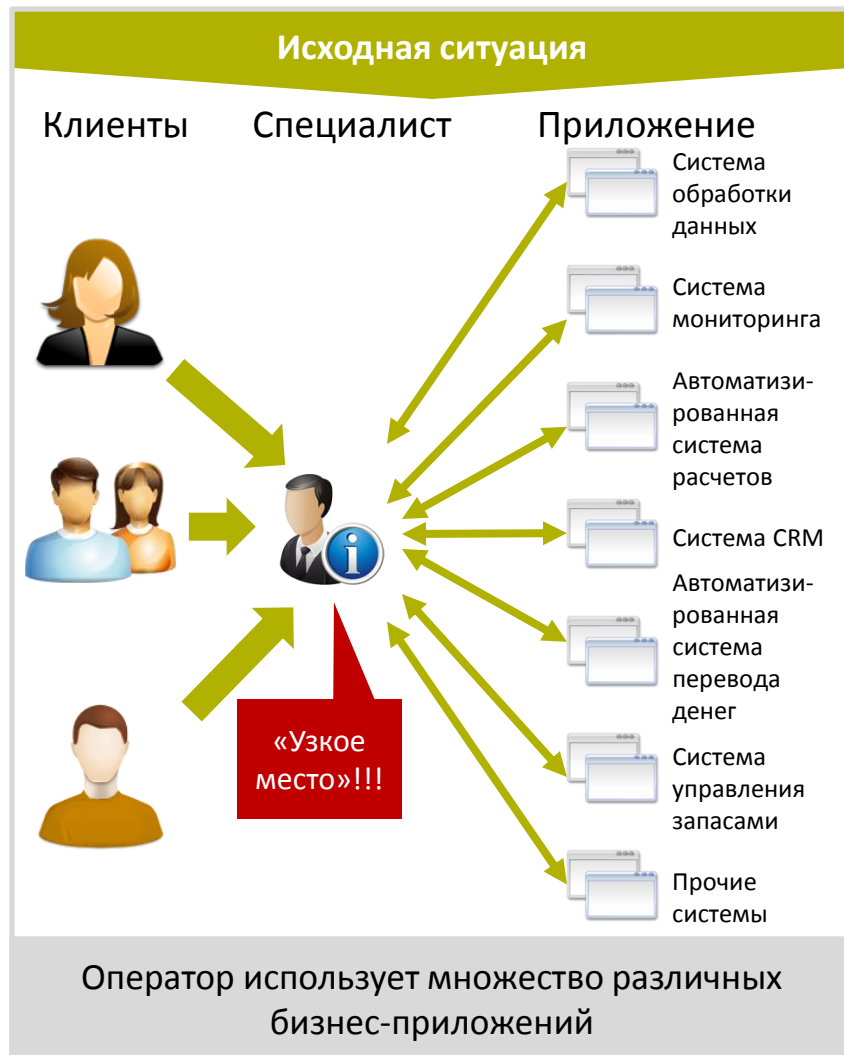 Исходная ситуация
Клиенты
Специалист
Приложение
Система
обработки
данных
Система
мониторинга
Автоматизи-
рованная
система
расчетов
Система CRM
Автоматизи-
рованная
система
перевода
денег
Система
управления
запасами
Прочие
системы
«Узкое
место»!!!
Оператор использует множество различных
бизнес-приложений